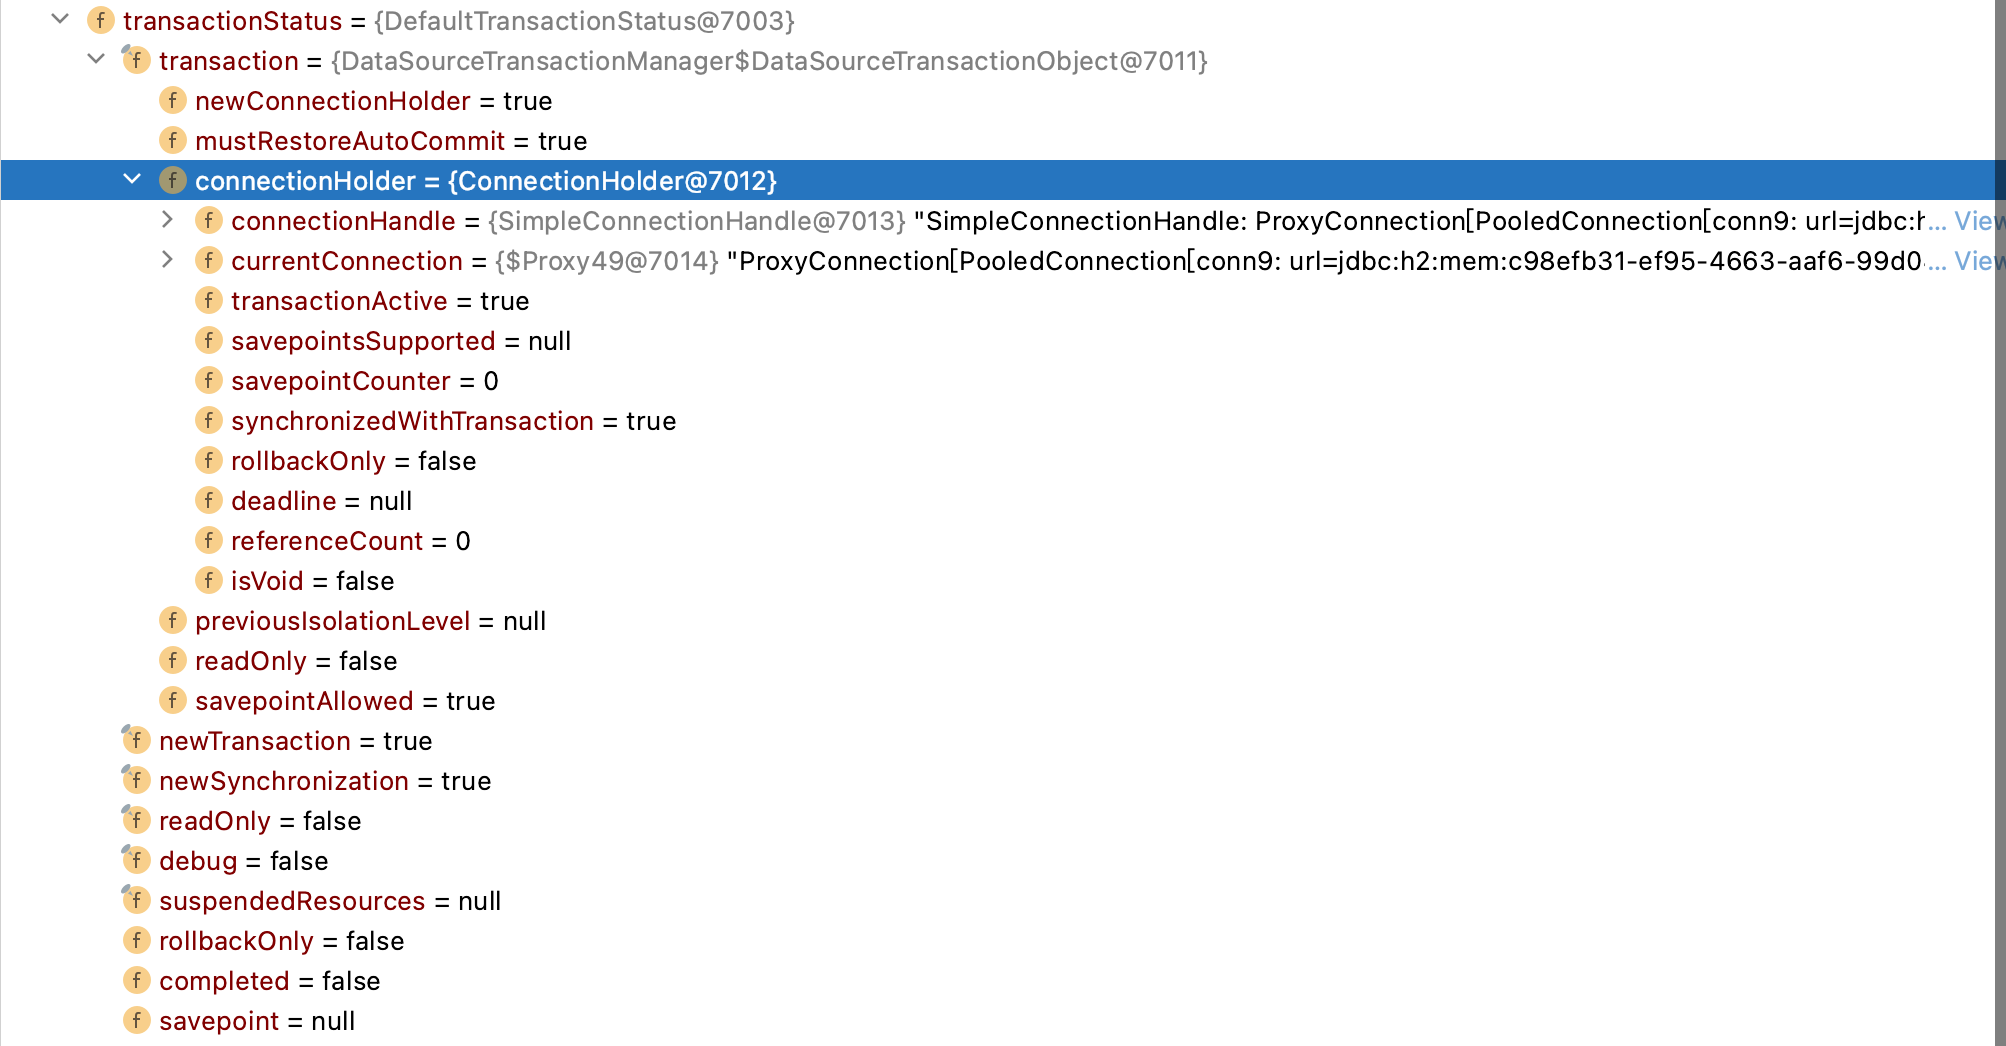 f transactionStatus = {DefaultTransactionStatus@7003}
f transaction = {DataSourceTransactionManager$DataSourceTransactionObject@7011}
f newConnectionHolder = true
f mustRestoreAutoCommit = true
f connectionHolder = {ConnectionHolder@7012}
f connectionHandle = {SimpleConnectionHandle@7013} "SimpleConnectionHandle: ProxyConnection[PooledConnection[conn9: url=jdbc:h... View
f currentConnection = {$Proxy49@7014} "ProxyConnection[PooledConnection[conn9: url=jdbc:h2:mem:c98efb31-ef95-4663-aaf6-99d0... View
f transactionActive = true
f savepointsSupported = null
f savepointCounter = 0
f synchronizedWithTransaction = true
f rollbackOnly = false
f deadline = null
f referenceCount = 0
f isVoid = false
f previousIsolationLevel = null
f readOnly = false
f savepointAllowed = true
f newTransaction = true
f newSynchronization = true
f readOnly = false
f debug = false
f suspendedResources = null
f rollbackOnly = false
f completed = false
f savepoint = null